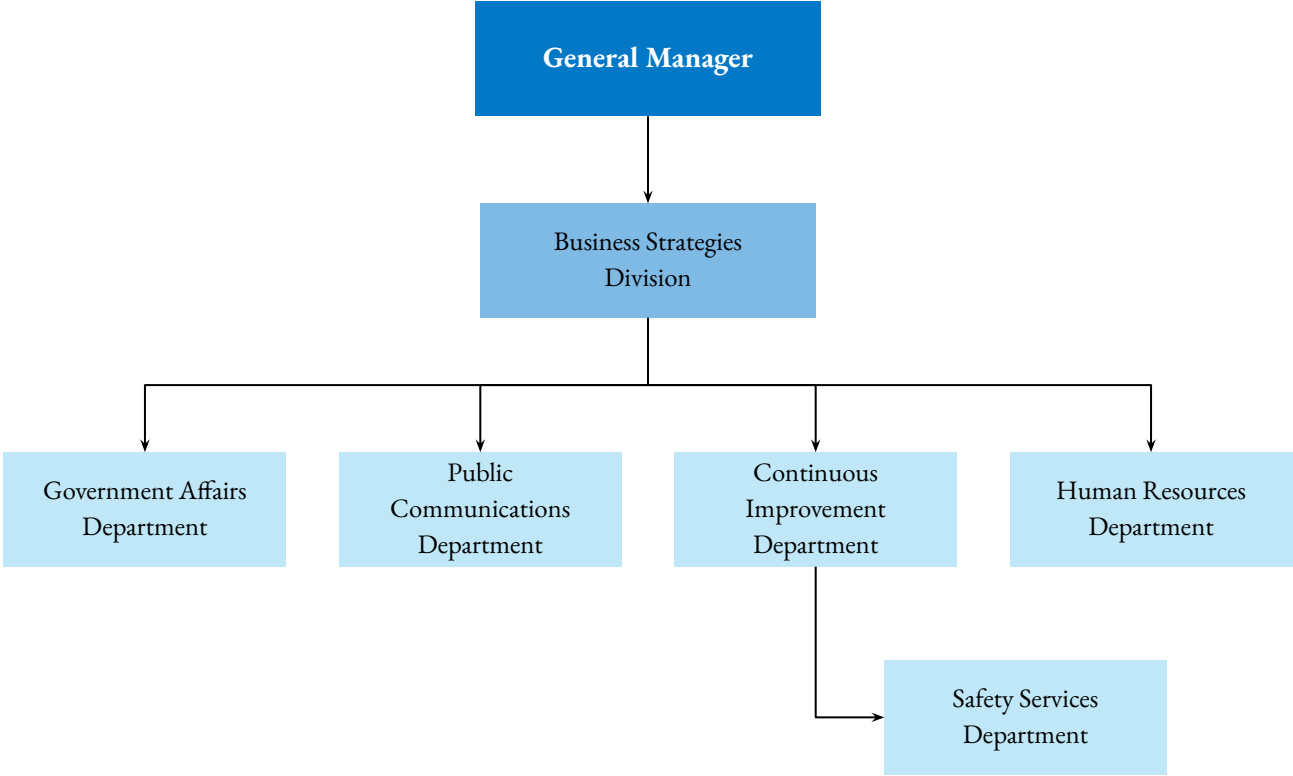 General Manager
Business Strategies
Division
Government Affairs
Department
Public
Communications
Department
Continuous
Improvement
Department
Human Resources
Department
Safety Services
Department